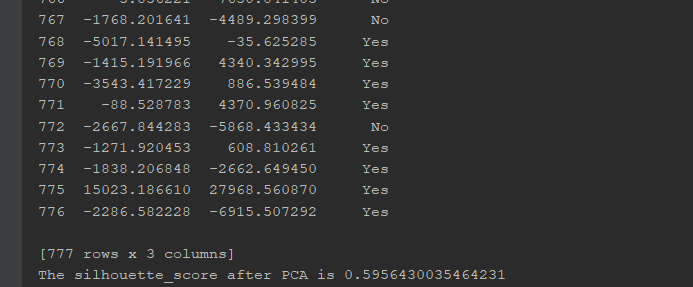 767 -1768.201641 -4489.298399 No
768 -5017.141495 -35.625285 Yes
769 -1415.191966 4340.342995 Yes
770 -3543.417229 886.539484 Yes
771 -88.528783 4370.960825 Yes
772 -2667.844283 -5868.433434 No
773 -1271.920453 608.810261 Yes
774 -1838.206848 -2662.649450 Yes
775 15023.186610 27968.560870 Yes
776 -2286.582228 -6915.507292 Yes
[777 rows x 3 columns]
The silhouette_score after PCA is 0.5956430035464231